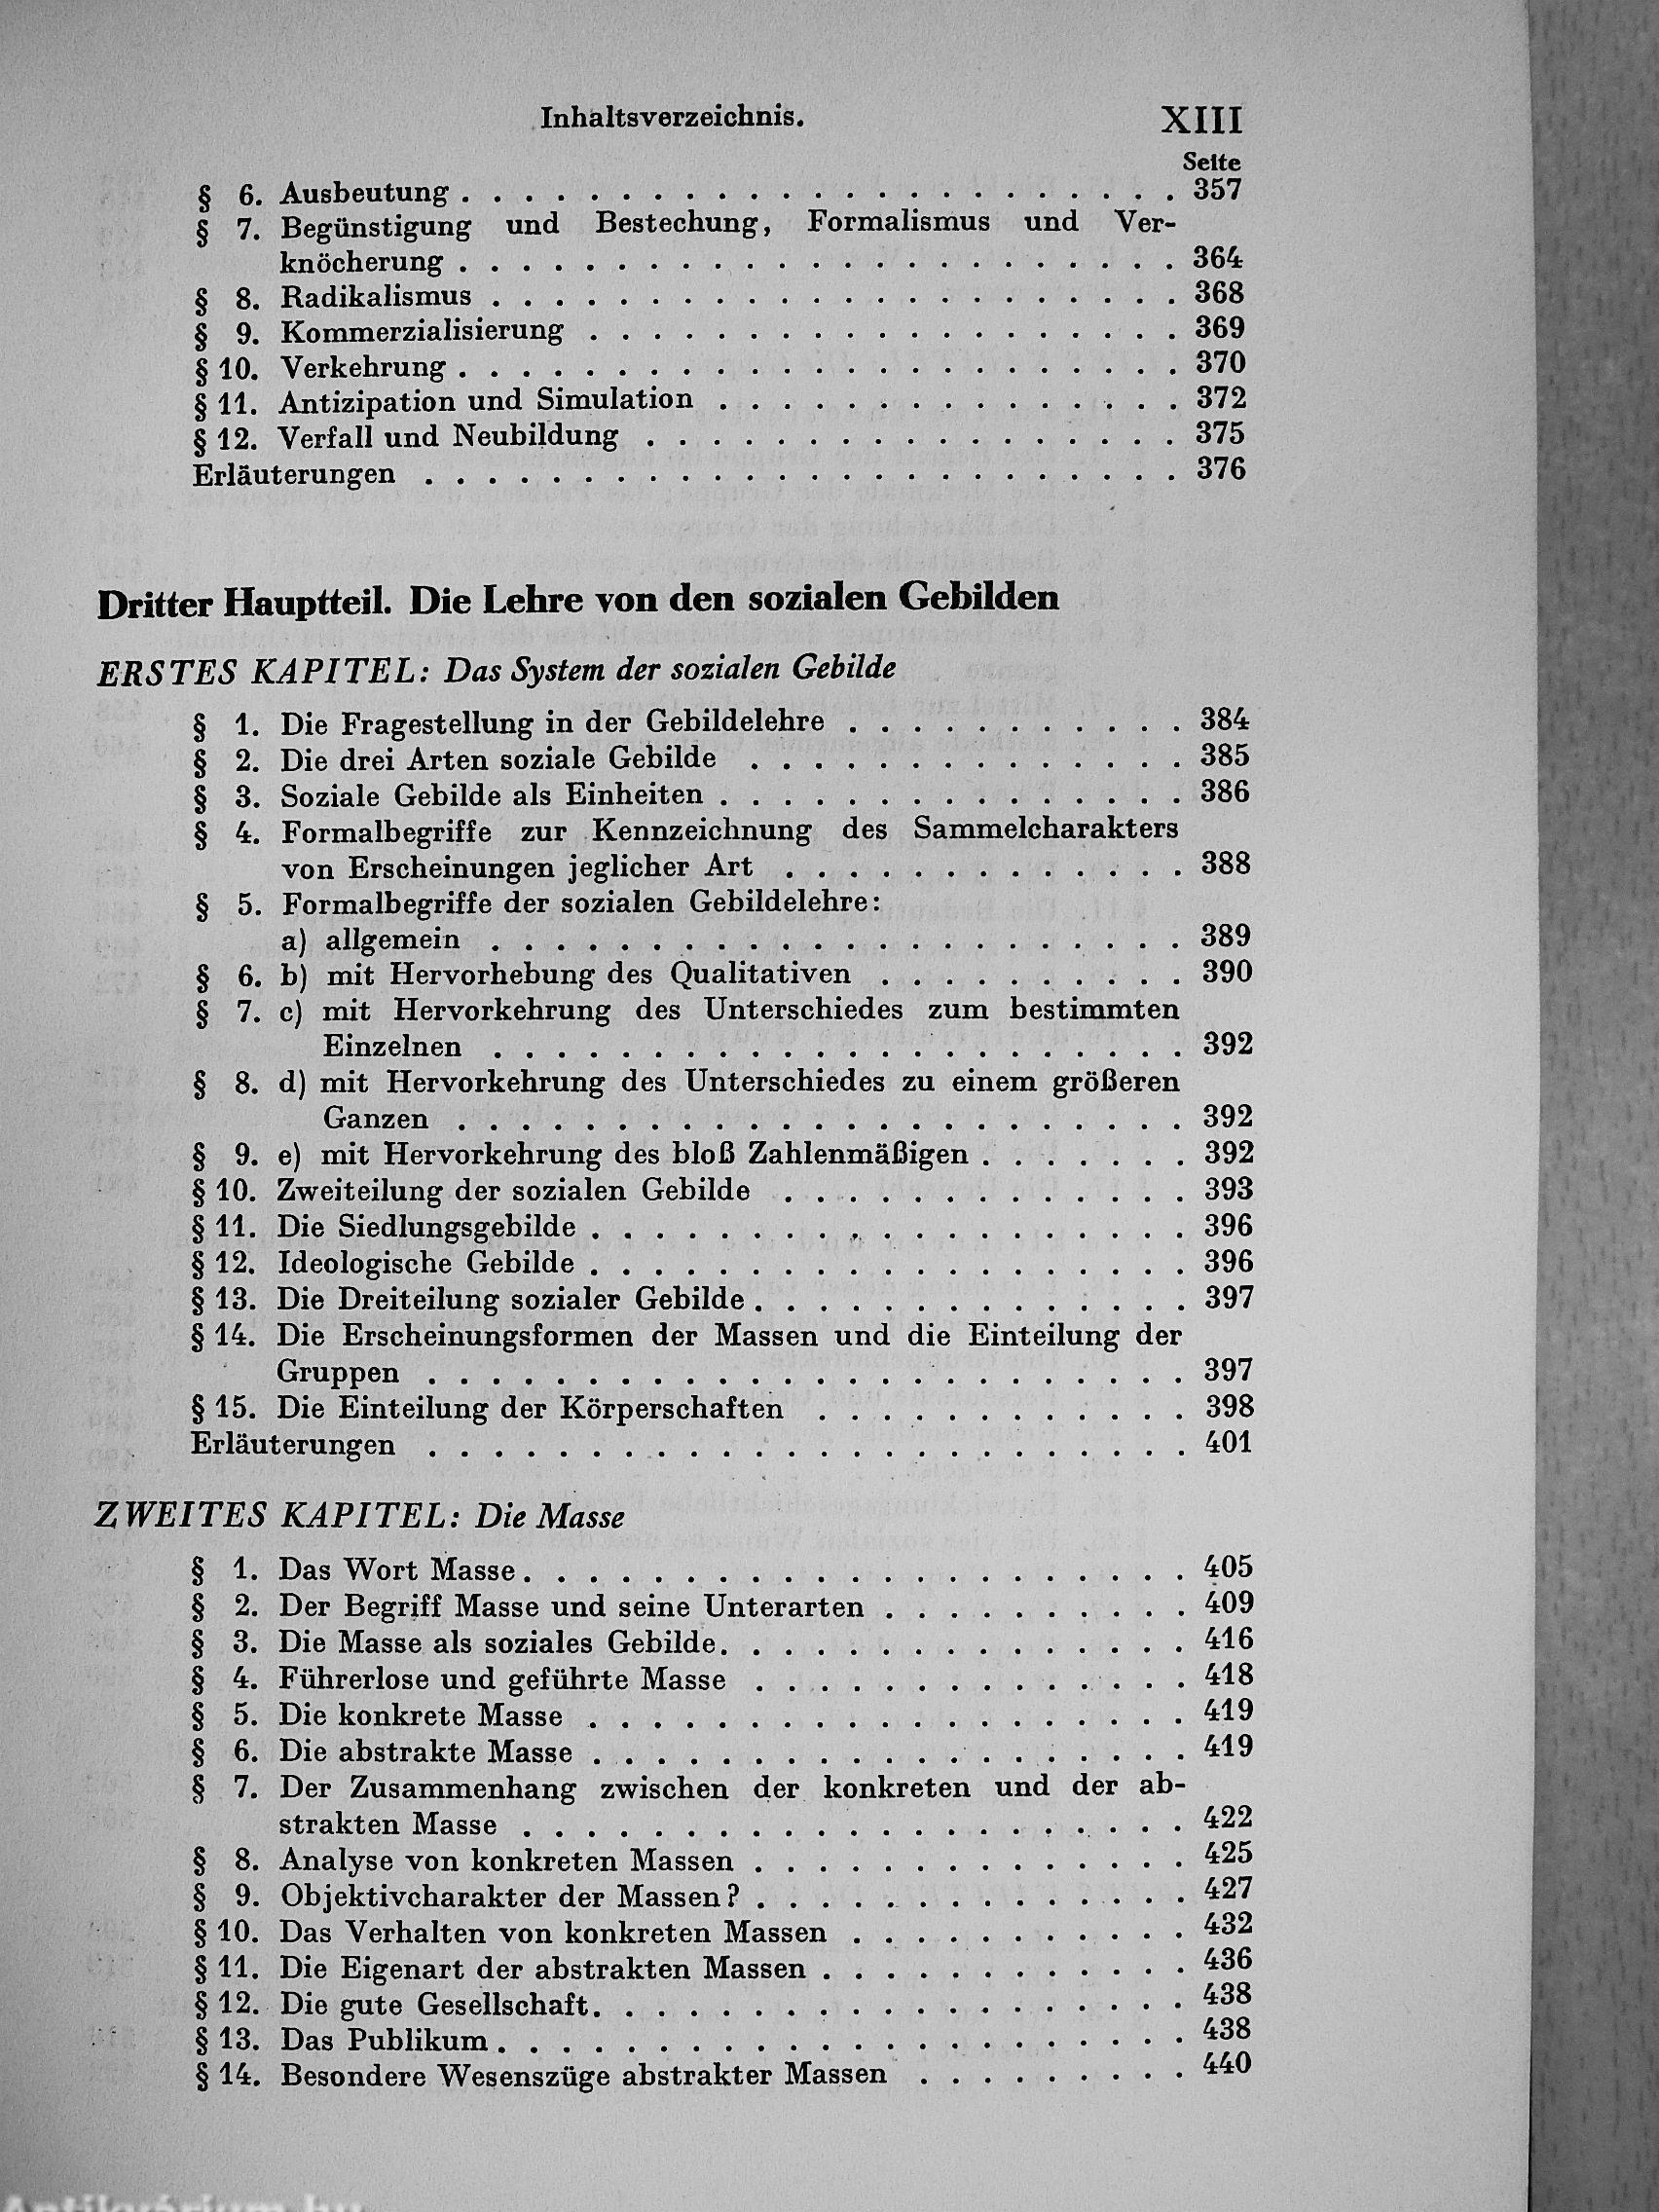 Inhaltsverzeichnis. XIII
Seite
§ 6. Ausbeutung . . . . . . . . . . . . . . . . . . . . . . . 357
§ 7. Begünstigung und Bestechung, Formalismus und Ver-
knöcherung . . . . . . . . . . . . . . . . . . . . . . . 364
§ 8. Radikalismus . . . . . . . . . . . . . . . . . . . . . . 368
§ 9. Kommerzialisierung . . . . . . . . . . . . . . . . . . . 369
§ 10. Verkehrung . . . . . . . . . . . . . . . . . . . . . . . 370
§ 11. Antizipation und Simulation . . . . . . . . . . . . . . . 372
§ 12. Verfall und Neubildung . . . . . . . . . . . . . . . . . 375
Erläuterungen . . . . . . . . . . . . . . . . . . . . . . . . 376
Dritter Hauptteil. Die Lehre von den sozialen Gebilden
ERSTES KAPITEL: Das System der sozialen Gebilde
§ 1. Die Fragestellung in der Gebildelehre . . . . . . . . . . . 384
§ 2. Die drei Arten soziale Gebilde . . . . . . . . . . . . . . 385
§ 3. Soziale Gebilde als Einheiten . . . . . . . . . . . . . . . 386
§ 4. Formalbegriffe zur Kennzeichnung des Sammelcharakters
von Erscheinungen jeglicher Art . . . . . . . . . . . . . 388
§ 5. Formalbegriffe der sozialen Gebildelehre:
a) allgemein . . . . . . . . . . . . . . . . . . . . . . 389
§ 6. b) mit Hervorhebung des Qualitativen . . . . . . . . . . 390
§ 7. c) mit Hervorkehrung des Unterschiedes zum bestimmten
Einzelnen . . . . . . . . . . . . . . . . . . . . . . 392
§ 8. d) mit Hervorkehrung des Unterschiedes zu einem größeren
Ganzen . . . . . . . . . . . . . . . . . . . . . . . 392
§ 9. e) mit Hervorkehrung des bloß Zahlenmäßigen . . . . . . . 392
§ 10. Zweiteilung der sozialen Gebilde . . . . . . . . . . . . . 393
§ 11. Die Siedlungsgebilde . . . . . . . . . . . . . . . . . . . 396
§ 12. Ideologische Gebilde . . . . . . . . . . . . . . . . . . . 396
§ 13. Die Dreiteilung sozialer Gebilde . . . . . . . . . . . . . . 397
§ 14. Die Erscheinungsformen der Massen und die Einteilung der
Gruppen . . . . . . . . . . . . . . . . . . . . . . . . 397
§ 15. Die Einteilung der Körperschaften . . . . . . . . . . . . 398
Erläuterungen . . . . . . . . . . . . . . . . . . . . . . . . 401
ZWEITES KAPITEL: Die Masse
§ 1. Das Wort Masse . . . . . . . . . . . . . . . . . . . . . 405
§ 2. Der Begriff Masse und seine Unterarten . . . . . . . . . . 409
§ 3. Die Masse als soziales Gebilde . . . . . . . . . . . . . . . 416
§ 4. Führerlose und geführte Masse . . . . . . . . . . . . . . 418
§ 5. Die konkrete Masse . . . . . . . . . . . . . . . . . . . 419
§ 6. Die abstrakte Masse . . . . . . . . . . . . . . . . . . . 419
§ 7. Der Zusammenhang zwischen der konkreten und der ab-
strakten Masse . . . . . . . . . . . . . . . . . . . . . 422
§ 8. Analyse von konkreten Massen . . . . . . . . . . . . . . 425
§ 9. Objektivcharakter der Massen? . . . . . . . . . . . . . . 427
§ 10. Das Verhalten von konkreten Massen . . . . . . . . . . . 432
§ 11. Die Eigenart der abstrakten Massen . . . . . . . . . . . . 436
§ 12. Die gute Gesellschaft . . . . . . . . . . . . . . . . . . . 438
§ 13. Das Publikum . . . . . . . . . . . . . . . . . . . . . . 438
§ 14. Besondere Wesenszüge abstrakter Massen . . . . . . . . . 440